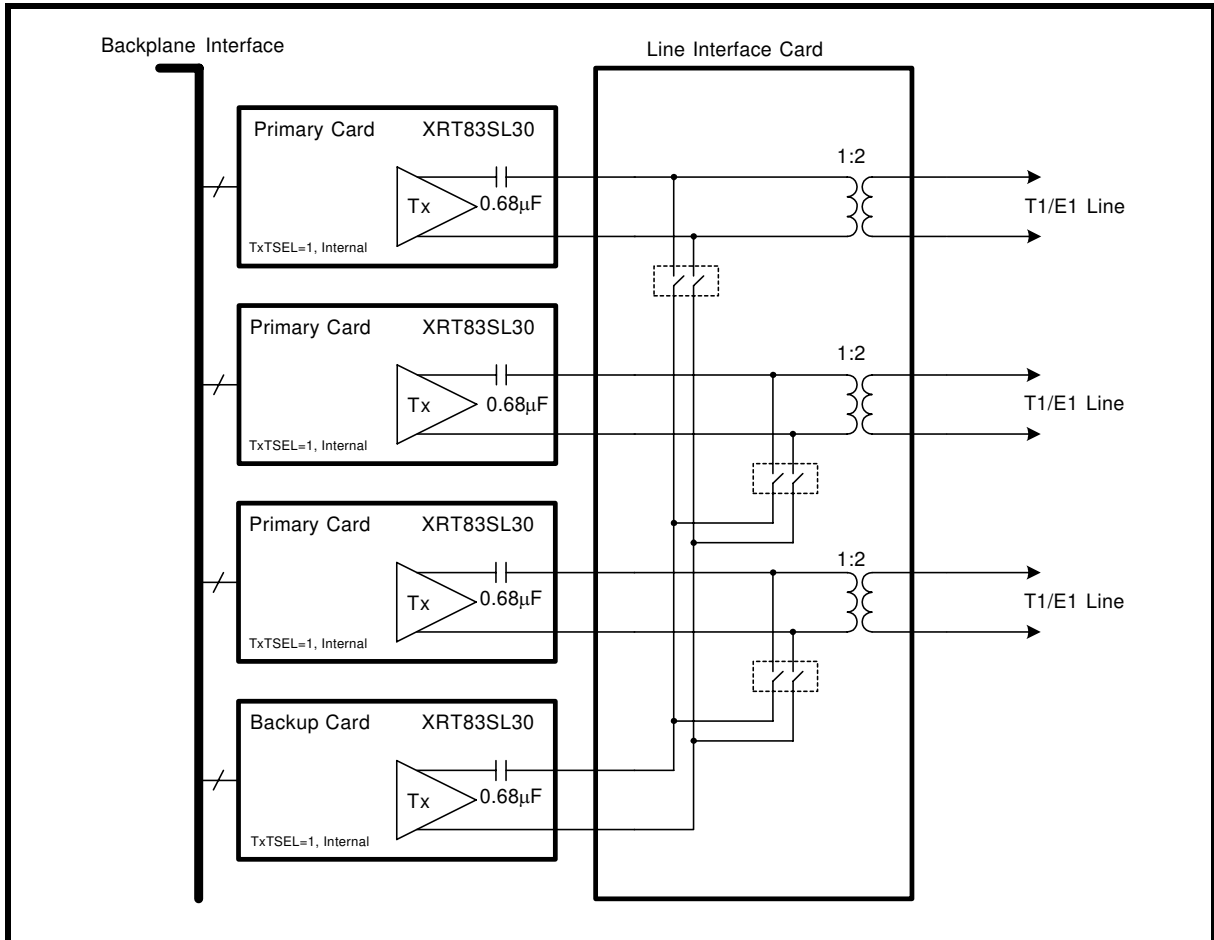 Backplane Interface
Line Interface Card
Primary Card XRT83SL30
Tx
0.68μF
TxTSEL=1, Internal
1:2
T1/E1 Line
Primary Card XRT83SL30
Tx
0.68μF
TxTSEL=1, Internal
1:2
T1/E1 Line
Primary Card XRT83SL30
Tx
0.68μF
TxTSEL=1, Internal
1:2
T1/E1 Line
Backup Card XRT83SL30
Tx
0.68μF
TxTSEL=1, Internal